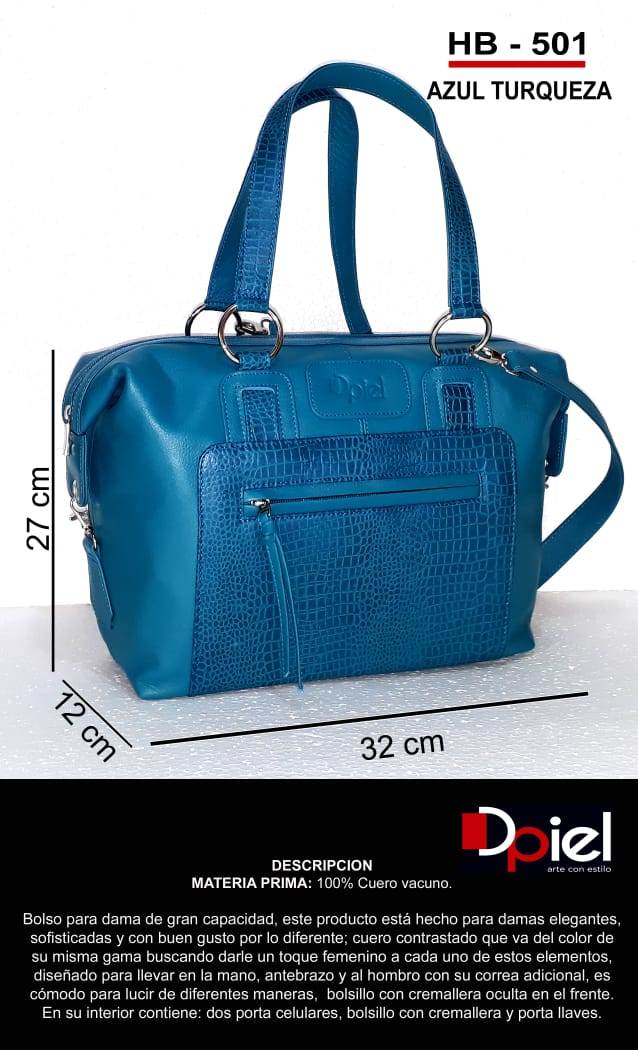 HB - 501
AZUL TURQUEZA
Dpiel
27 cm
12 cm
32 cm
Dpiel
arte con estilo
DESCRIPCION
MATERIA PRIMA: 100% Cuero vacuno.
Bolso para dama de gran capacidad, este producto está hecho para damas elegantes,
sofisticadas y con buen gusto por lo diferente; cuero contrastado que va del color de
su misma gama buscando darle un toque femenino a cada uno de estos elementos,
diseñado para llevar en la mano, antebrazo y al hombro con su correa adicional, es
cómodo para lucir de diferentes maneras, bolsillo con cremallera oculta en el frente.
En su interior contiene: dos porta celulares, bolsillo con cremallera y porta llaves.